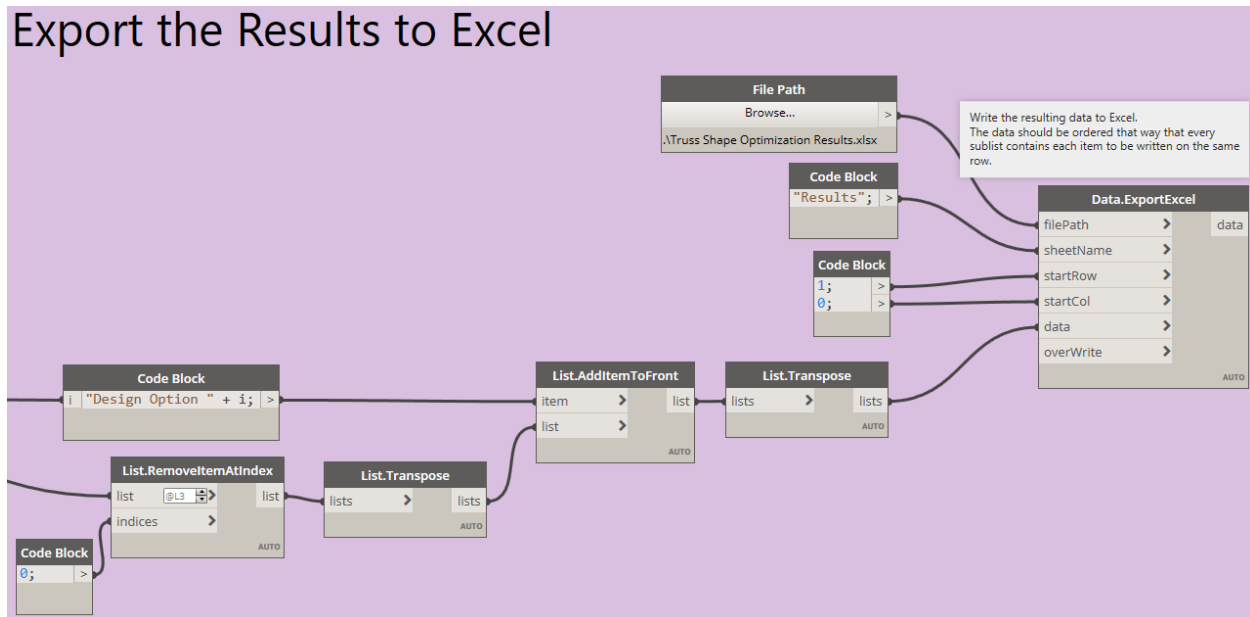 Export the Results to Excel
File Path
Browse...
>
.\Truss Shape Optimization Results.xlsx
Write the resulting data to Excel.
The data should be ordered that way that every
sublist contains each item to be written on the same
row.
Code Block
"Results"; >
Data.ExportExcel
filePath > data
sheetName >
startRow >
startCol >
data >
overWrite >
AUTO
Code Block
1; >
0; >
Code Block
i "Design Option " + i; >
List.AddItemToFront
item > list
list >
AUTO
List.Transpose
lists > lists
AUTO
List.RemoveItemAtIndex
list @L3 > list
indices >
AUTO
List.Transpose
lists > lists
AUTO
Code Block
0; >